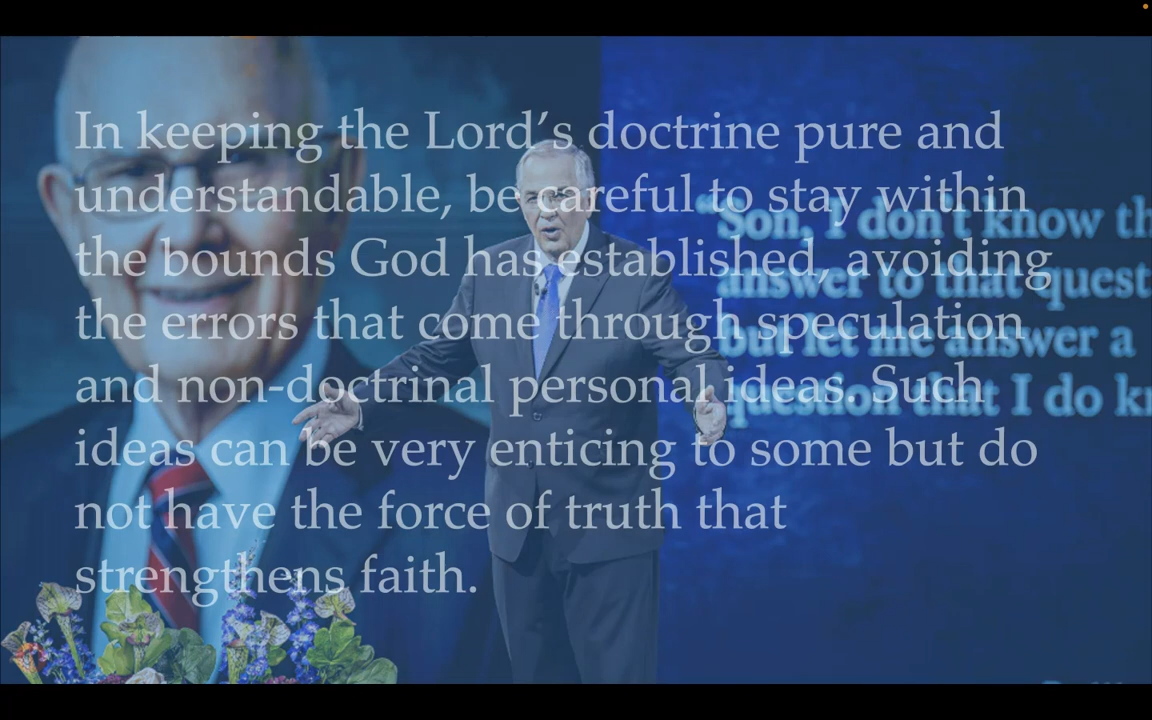 In keeping the Lord’s doctrine pure and
understandable, be careful to stay within
the bounds God has established, avoiding
the errors that come through speculation
and non-doctrinal personal ideas. Such
ideas can be very enticing to some but do
not have the force of truth that
strengthens faith.
“Son, I don’t know th
answer to that quest
but let me answer a
question that I do kn